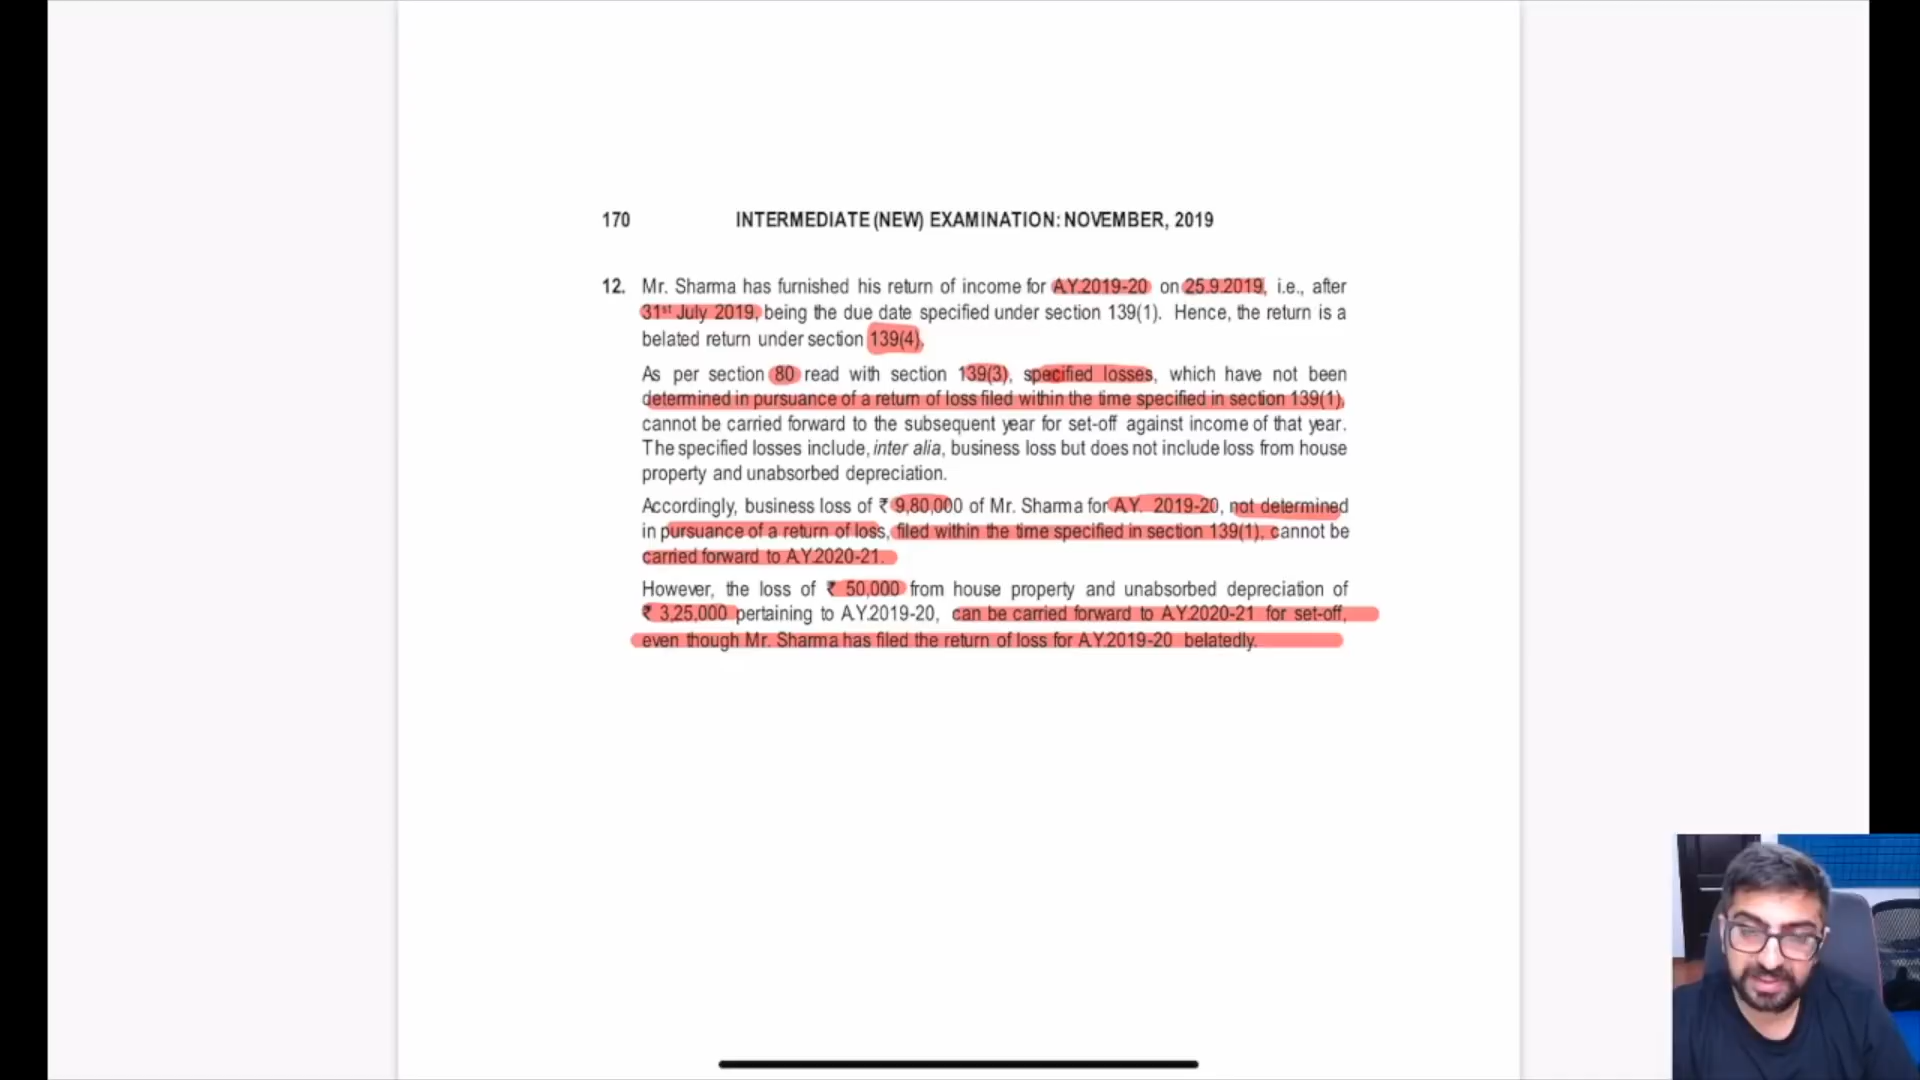 170 INTERMEDIATE (NEW) EXAMINATION: NOVEMBER, 2019
12. Mr. Sharma has furnished his return of income for A.Y.2019-20 on 25.9.2019, i.e., after
31st July 2019, being the due date specified under section 139(1). Hence, the return is a
belated return under section 139(4).
As per section 80 read with section 139(3), specified losses, which have not been
determined in pursuance of a return of loss filed within the time specified in section 139(1),
cannot be carried forward to the subsequent year for set-off against income of that year.
The specified losses include, inter alia, business loss but does not include loss from house
property and unabsorbed depreciation.
Accordingly, business loss of ₹ 9,80,000 of Mr. Sharma for A.Y. 2019-20, not determined
in pursuance of a return of loss, filed within the time specified in section 139(1), cannot be
carried forward to A.Y.2020-21.
However, the loss of ₹ 50,000 from house property and unabsorbed depreciation of
₹ 3,25,000 pertaining to A.Y.2019-20, can be carried forward to A.Y.2020-21 for set-off,
even though Mr. Sharma has filed the return of loss for A.Y.2019-20 belatedly.